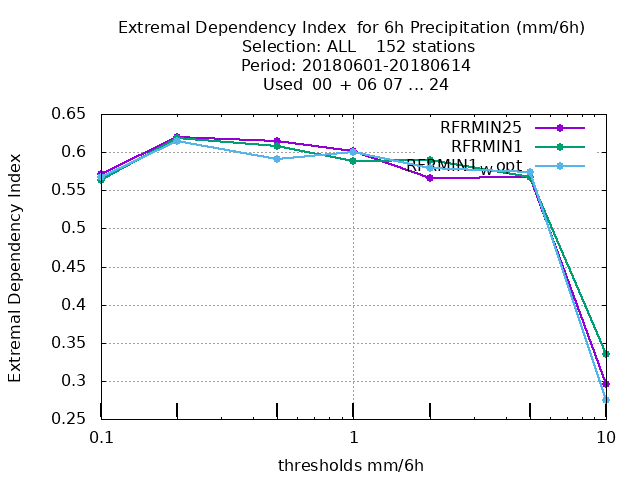 Extremal Dependency Index  for 6h Precipitation (mm/6h)
Selection: ALL    152 stations
Period: 20180601-20180614
Used  00 + 06 07 ... 24
Extremal Dependency Index
0.65
0.6
0.55
0.5
0.45
0.4
0.35
0.3
0.25
RFRMIN25
RFRMIN1
RFRMIN1wopt
0.1
1
10
thresholds mm/6h